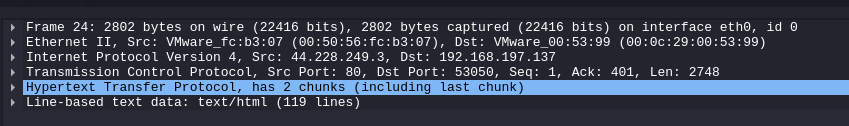 Frame 24: 2802 bytes on wire (22416 bits), 2802 bytes captured (22416 bits) on interface eth0, id 0
Ethernet II, Src: VMware_fc:b3:07 (00:50:56:fc:b3:07), Dst: VMware_00:53:99 (00:0c:29:00:53:99)
Internet Protocol Version 4, Src: 44.228.249.3, Dst: 192.168.197.137
Transmission Control Protocol, Src Port: 80, Dst Port: 53050, Seq: 1, Ack: 401, Len: 2748
Hypertext Transfer Protocol, has 2 chunks (including last chunk)
Line-based text data: text/html (119 lines)